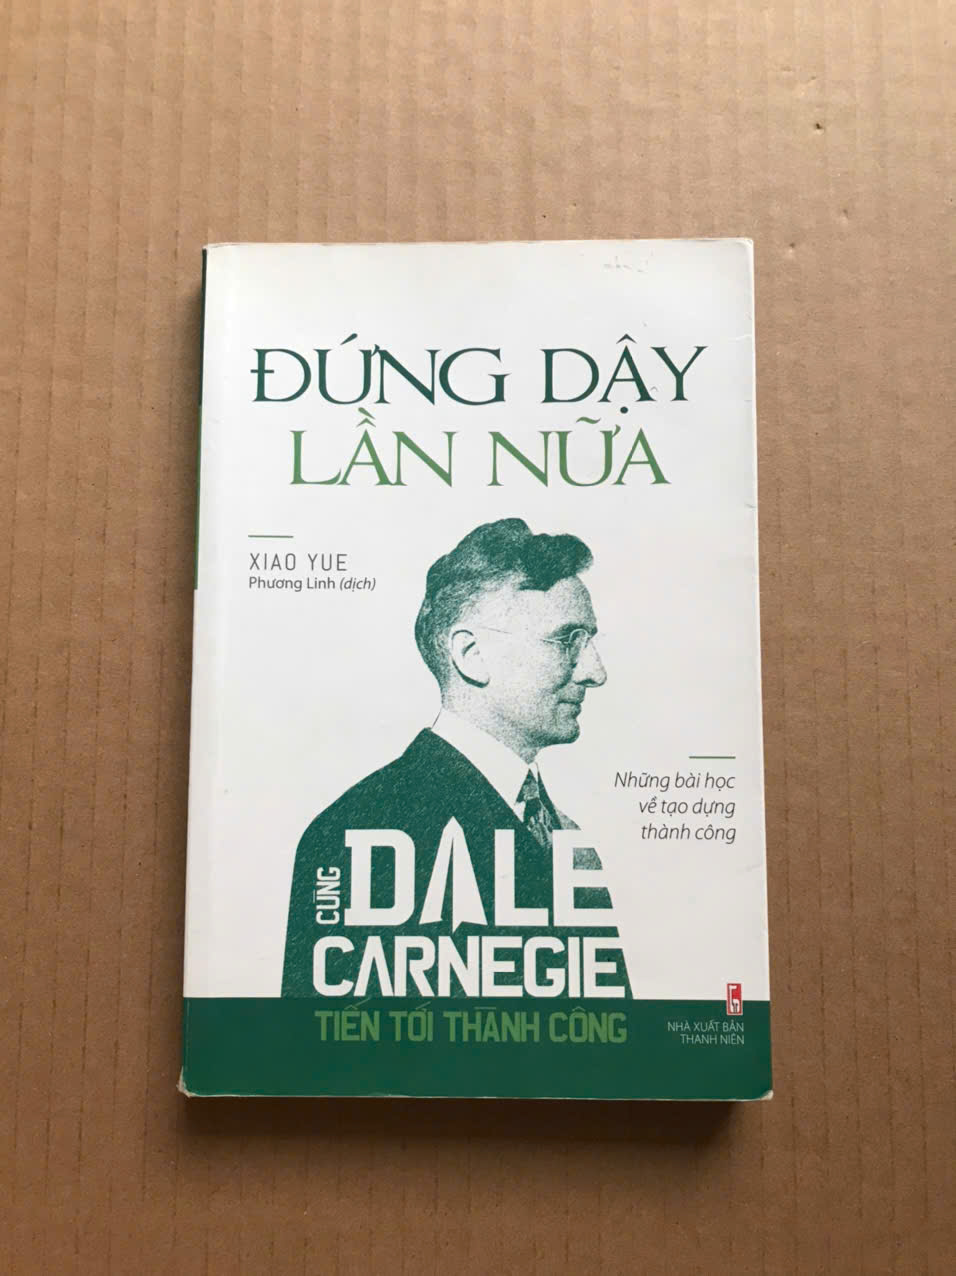 ĐỨNG DẬY
LẦN NỮA
XIAO YUE
Phương Linh (dịch)
Những bài học
về tạo dựng
thành công
CÙNG DALE
CARNEGIE
TIẾN TỚI THÀNH CÔNG
NHÀ XUẤT BẢN
THANH NIÊN